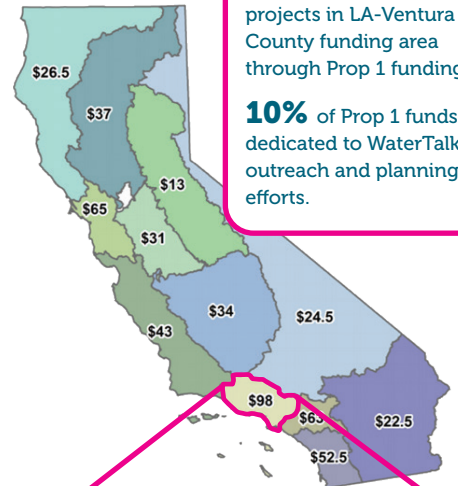 projects in LA-Ventura
County funding area
through Prop 1 funding
10% of Prop 1 funds
dedicated to WaterTalk
outreach and planning
efforts.
$26.5
$37
$13
$65
$31
$34
$43
$24.5
$98
$63
$22.5
$52.5